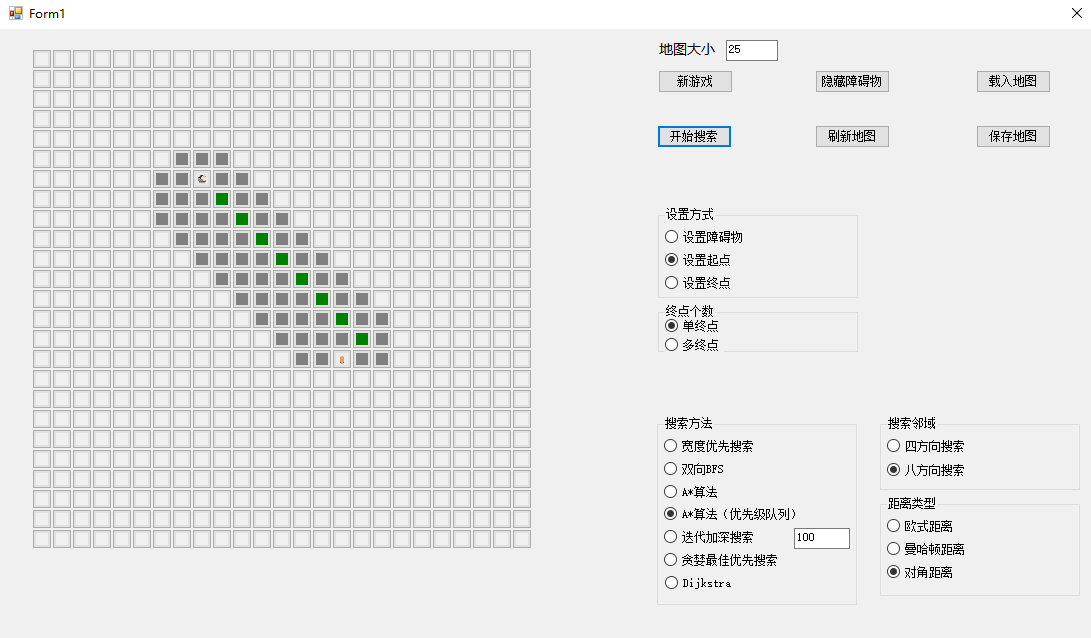 Form1
地图大小 25
新游戏 隐藏障碍物 载入地图
开始搜索 刷新地图 保存地图
设置方式
设置障碍物
设置起点
设置终点
终点个数
单终点
多终点
搜索方法
宽度优先搜索
双向BFS
A*算法
A*算法（优先级队列）
迭代加深搜索 100
贪婪最佳优先搜索
Dijkstra
搜索邻域
四方向搜索
八方向搜索
距离类型
欧式距离
曼哈顿距离
对角距离